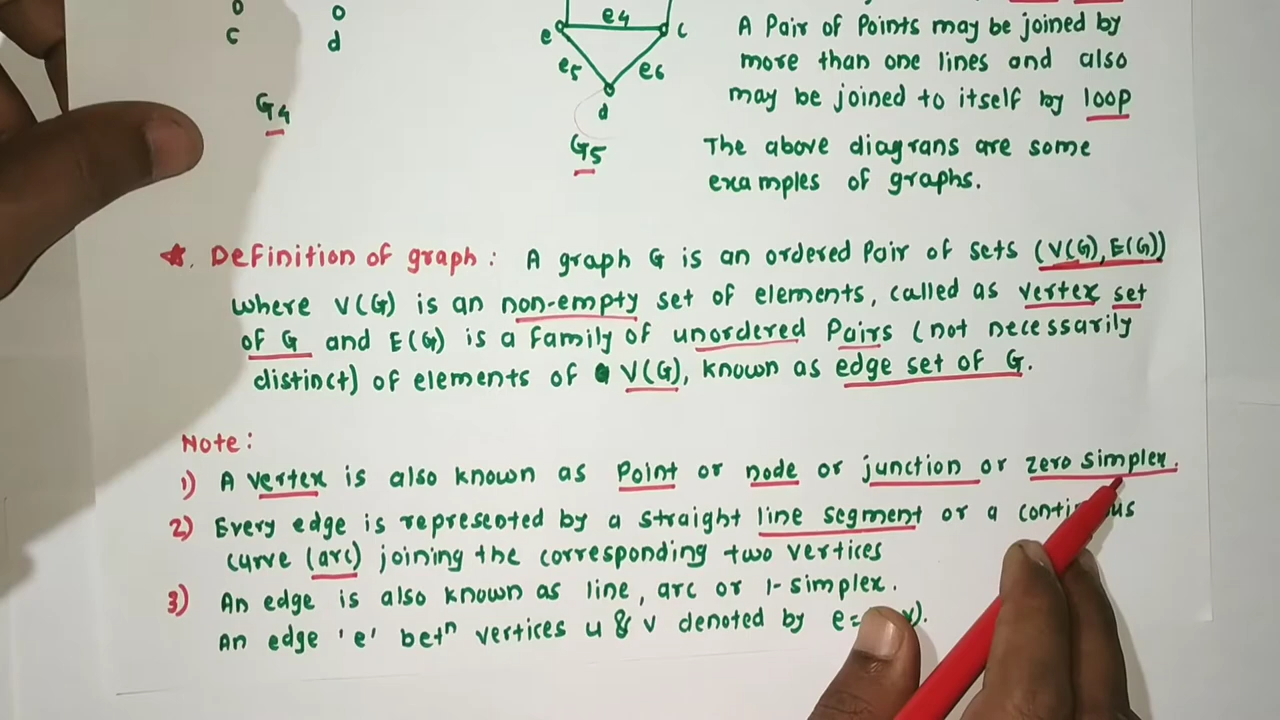 o o
c d
G4
e4
e c
e5 e6
d
G5
A Pair of Points may be joined by
more than one lines and also
may be joined to itself by loop
The above diagrans are some
examples of graphs.
*. Definition of graph : A graph G is an ordered Pair of sets (V(G), E(G))
where V(G) is an non-empty set of elements, called as vertex set
of G and E(G) is a family of unordered Pairs (not necessarily
distinct) of elements of V(G), known as edge set of G.
Note:
1) A vertex is also known as Point or node or junction or zero simplex.
2) Every edge is represented by a straight line segment or a
curve (arc) joining the corresponding two vertices
3) An edge is also known as line, arc or 1-simplex.
An edge 'e' betn vertices u & v denoted by e=